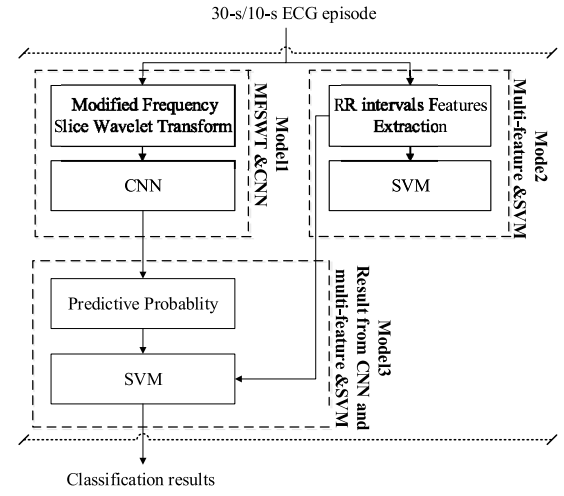 30-s/10-s ECG episode
Modified Frequency
Slice Wavelet Transform
CNN
Model1
MFSWT &CNN
RR intervals Features
Extraction
SVM
Mode2
Multi-feature &SVM
Predictive Probablity
SVM
Model3
Result from CNN and
multi-feature &SVM
Classification results